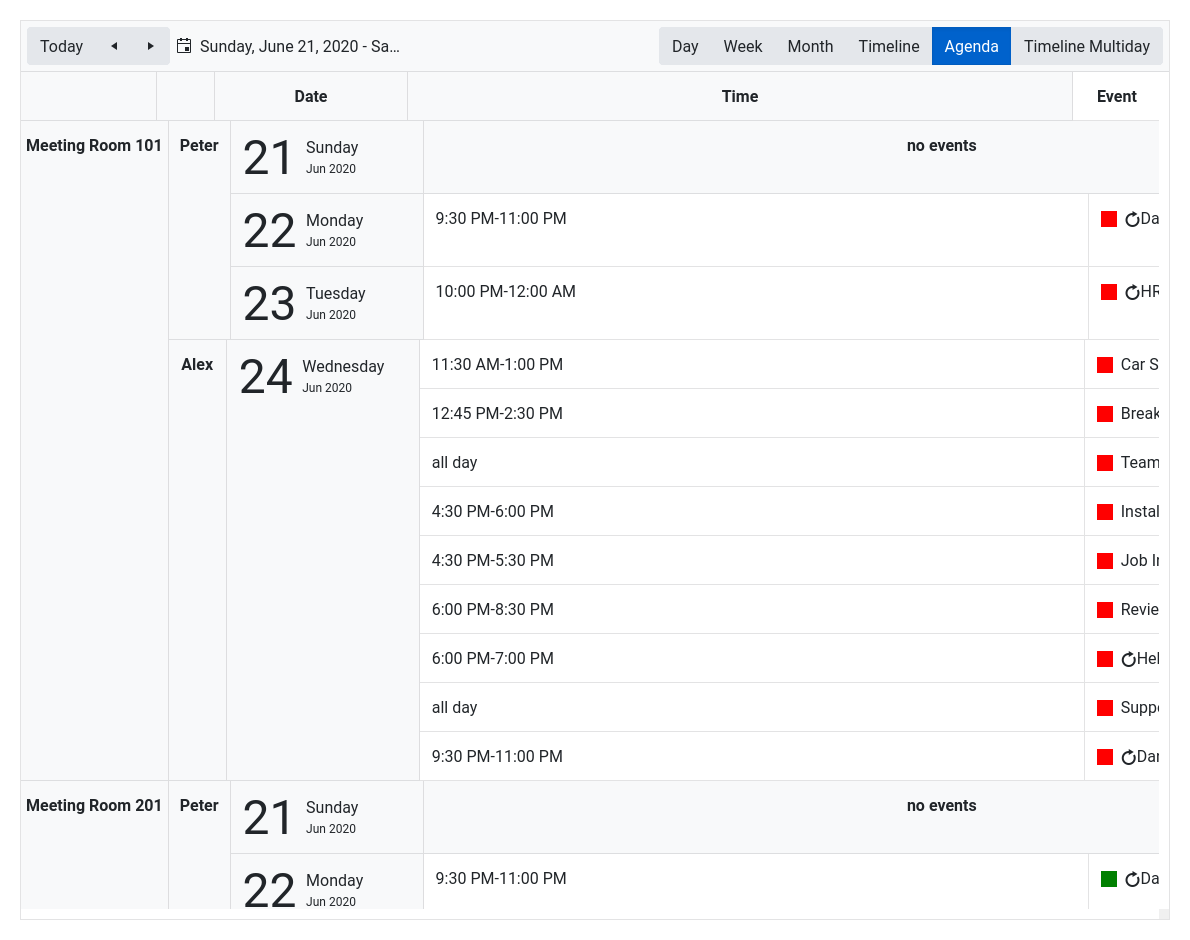 Today Sunday, June 21, 2020 - Sa... Day Week Month Timeline Agenda Timeline Multiday
Date Time Event
Meeting Room 101 Peter 21 Sunday no events
Jun 2020
22 Monday 9:30 PM-11:00 PM Da
Jun 2020
23 Tuesday 10:00 PM-12:00 AM HR
Jun 2020
Alex 24 Wednesday 11:30 AM-1:00 PM Car S
Jun 2020
12:45 PM-2:30 PM Break
all day Team
4:30 PM-6:00 PM Instal
4:30 PM-5:30 PM Job In
6:00 PM-8:30 PM Revie
6:00 PM-7:00 PM Hel
all day Supp
9:30 PM-11:00 PM Dan
Meeting Room 201 Peter 21 Sunday no events
Jun 2020
22 Monday 9:30 PM-11:00 PM Da
Jun 2020